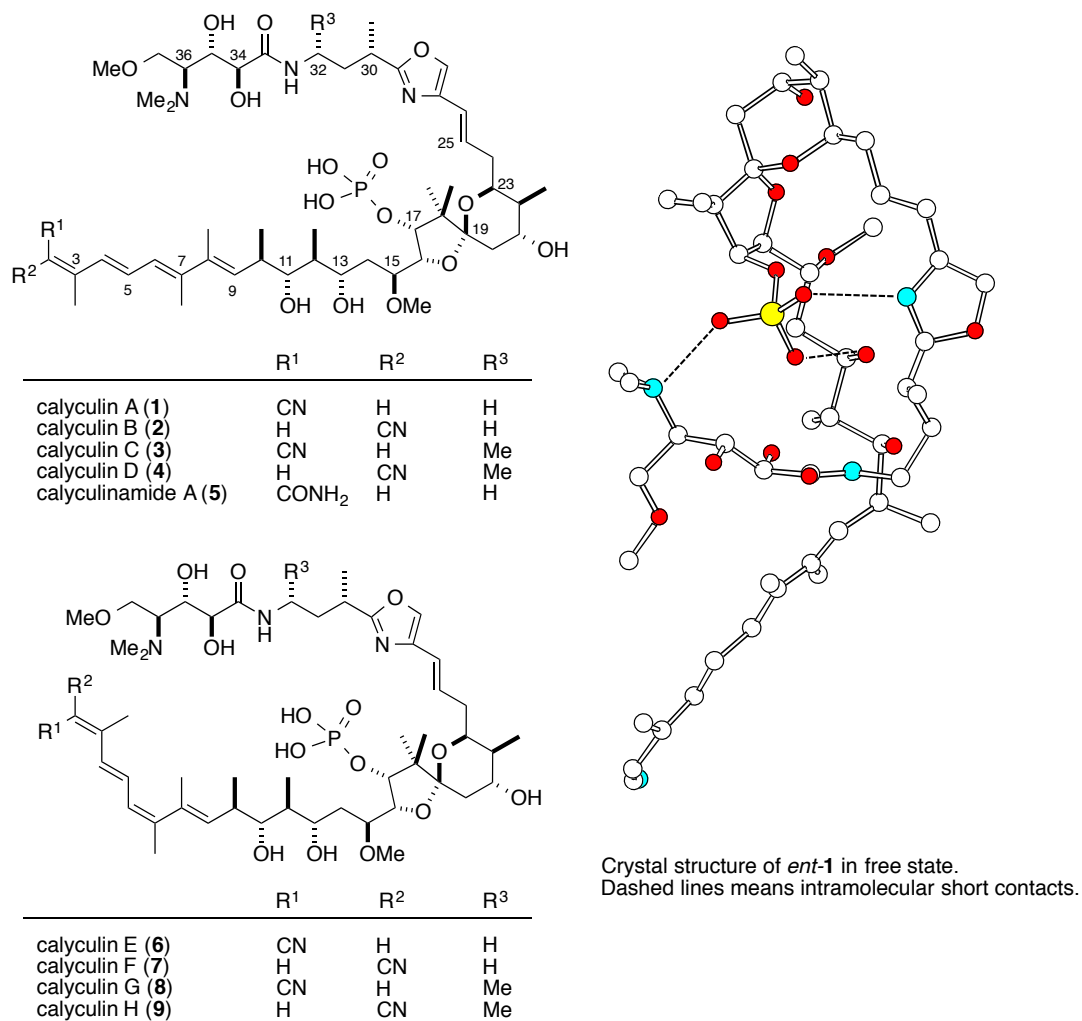 OH
O
R³
36
34
32
30
O
MeO
N
H
N
Me₂N
OH
25
O
HO
P
HO
O
23
O
17
19
R¹
R²
3
7
11
13
15
O
OH
5
9
OH
OH
OMe
R¹ R² R³
calyculin A (1) CN H H
calyculin B (2) H CN H
calyculin C (3) CN H Me
calyculin D (4) H CN Me
calyculinamide A (5) CONH₂ H H
OH
O
R³
O
MeO
N
H
N
Me₂N
OH
R²
R¹
O
HO
P
HO
O
O
O
OH
OH
OH
OMe
Crystal structure of ent-1 in free state.
Dashed lines means intramolecular short contacts.
R¹ R² R³
calyculin E (6) CN H H
calyculin F (7) H CN H
calyculin G (8) CN H Me
calyculin H (9) H CN Me